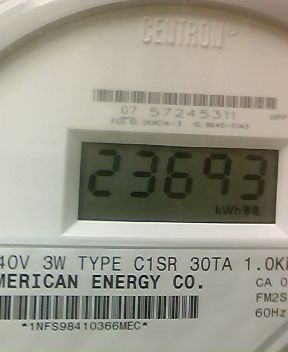 CENTRON®
07 57245311
23693
kWh
40V 3W TYPE C1SR 30TA 1.0K
MERICAN ENERGY CO.
CA 0
FM2S
60Hz
*1NFS98410366MEC*